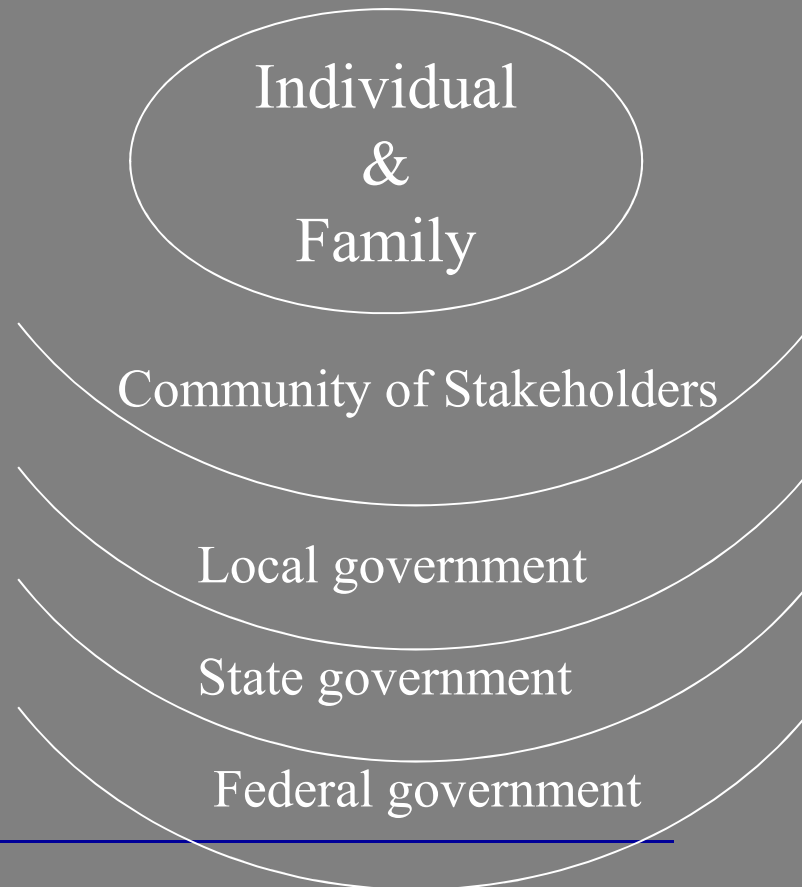 Individual
&
Family
Community of Stakeholders
Local government
State government
Federal government